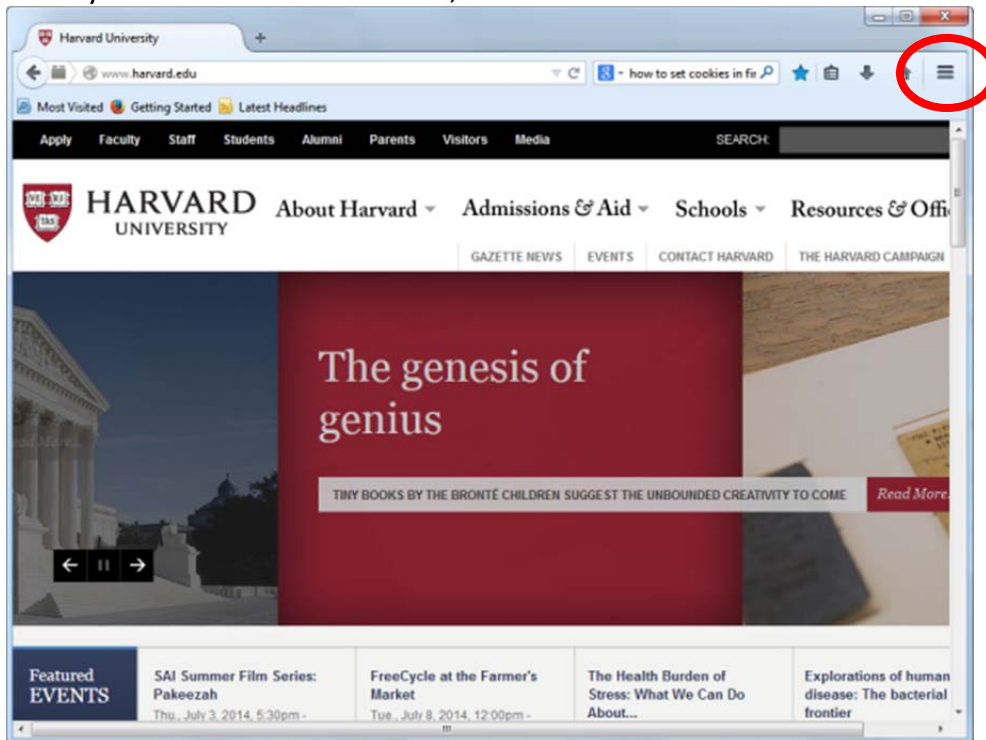 Harvard University
www.harvard.edu
8 - how to set cookies in fir
Most Visited Getting Started Latest Headlines
Apply Faculty Staff Students Alumni Parents Visitors Media SEARCH:
HARVARD
UNIVERSITY
About Harvard Admissions & Aid Schools Resources & Offi
GAZETTE NEWS EVENTS CONTACT HARVARD THE HARVARD CAMPAIGN
The genesis of
genius
TINY BOOKS BY THE BRONTË CHILDREN SUGGEST THE UNBOUNDED CREATIVITY TO COME Read More
Featured
EVENTS
SAI Summer Film Series:
Pakeezah
Thu., July 3, 2014, 5:30pm -
FreeCycle at the Farmer's
Market
Tue., July 8, 2014, 12:00pm -
The Health Burden of
Stress: What We Can Do
About...
Explorations of human
disease: The bacterial
frontier